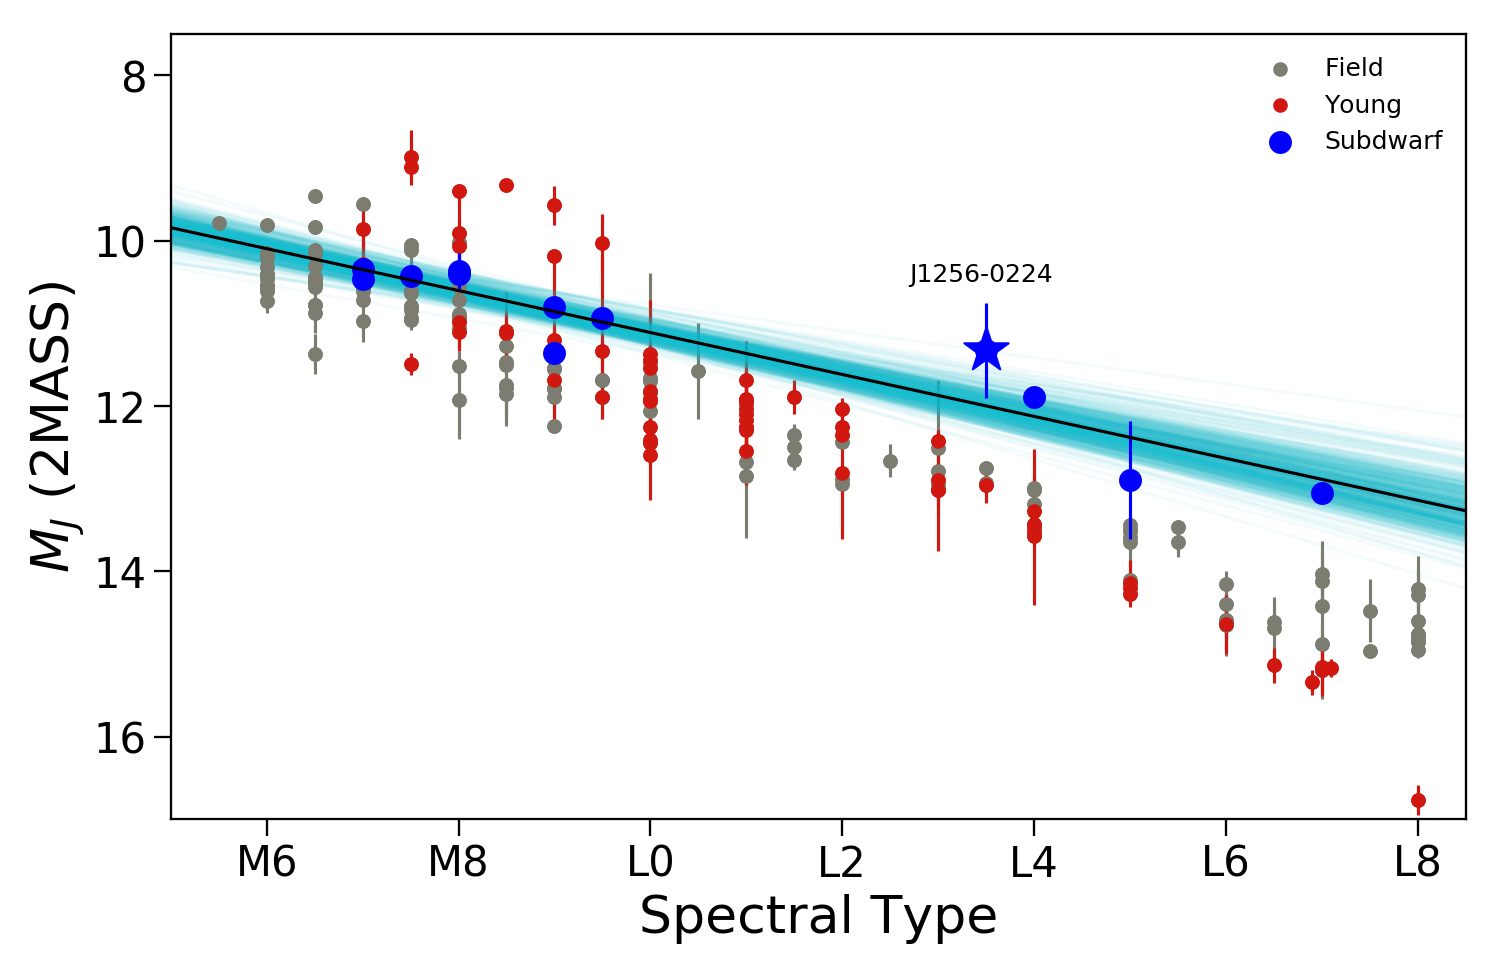 8
10
12
14
16
M_J (2MASS)
Field
Young
Subdwarf
J1256-0224
M6
M8
L0
L2
L4
L6
L8
Spectral Type